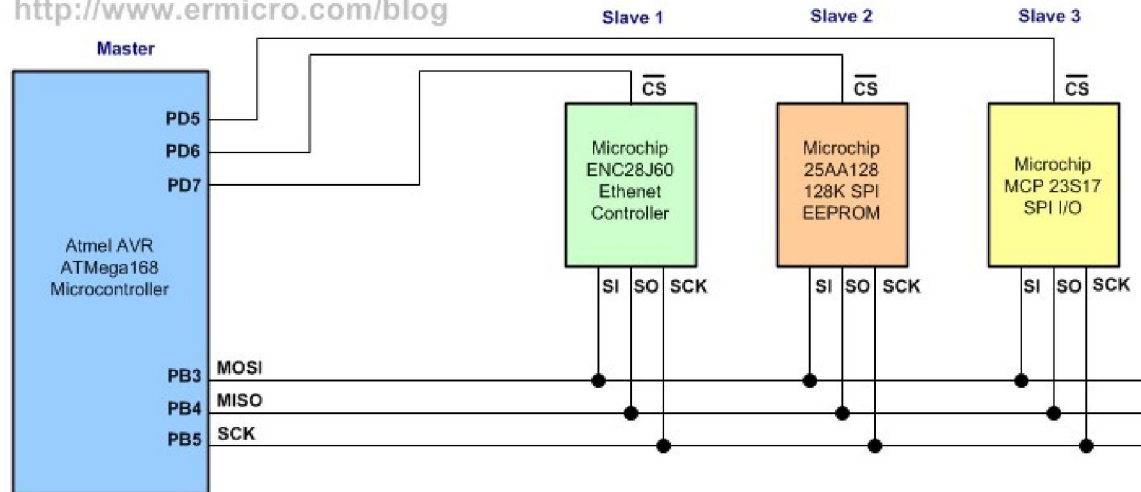 http://www.ermicro.com/blog
Slave 1
Slave 2
Slave 3
Master
CS
CS
CS
PD5
PD6
PD7
Microchip
ENC28J60
Ethenet
Controller
Microchip
25AA128
128K SPI
EEPROM
Microchip
MCP 23S17
SPI I/O
Atmel AVR
ATMega168
Microcontroller
SI SO SCK
SI SO SCK
SI SO SCK
PB3 MOSI
PB4 MISO
PB5 SCK